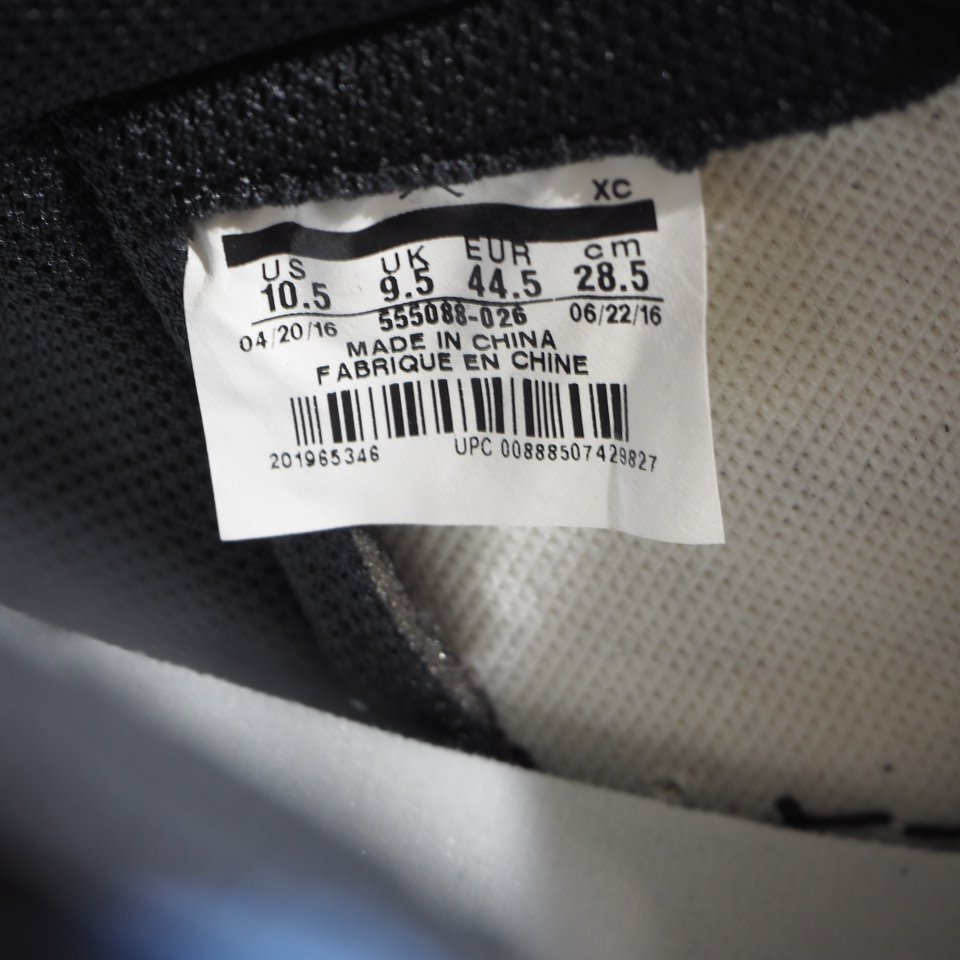 XC
US UK EUR cm
10.5 9.5 44.5 28.5
04/20/16 555088-026 06/22/16
MADE IN CHINA
FABRIQUE EN CHINE
201965346 UPC 00888507429827